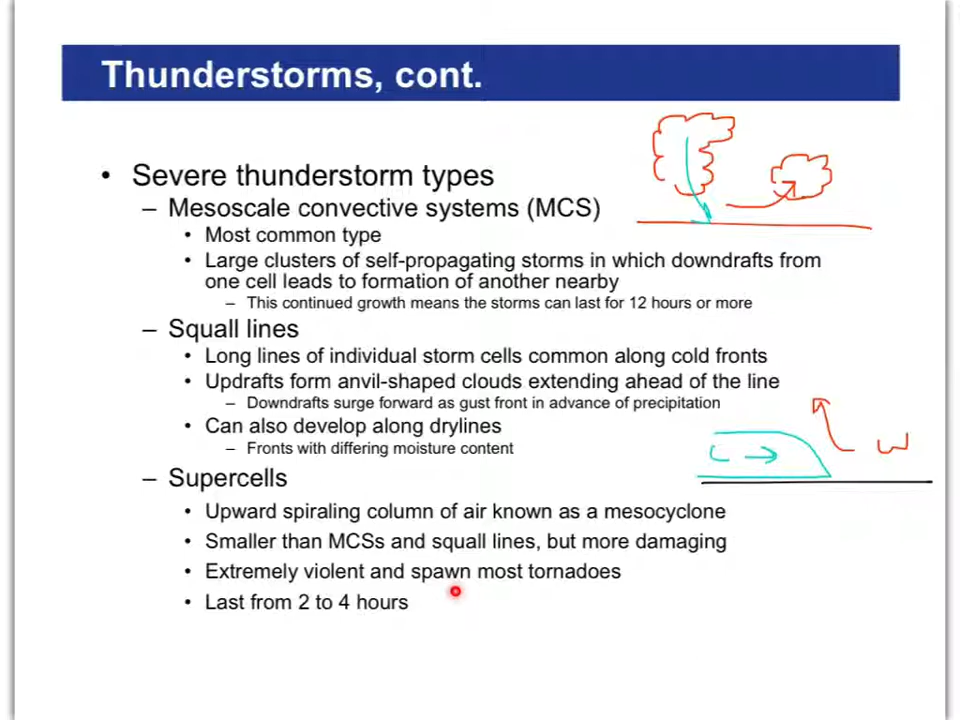 Thunderstorms, cont.
• Severe thunderstorm types
– Mesoscale convective systems (MCS)
• Most common type
• Large clusters of self-propagating storms in which downdrafts from
one cell leads to formation of another nearby
– This continued growth means the storms can last for 12 hours or more
– Squall lines
• Long lines of individual storm cells common along cold fronts
• Updrafts form anvil-shaped clouds extending ahead of the line
– Downdrafts surge forward as gust front in advance of precipitation
• Can also develop along drylines
– Fronts with differing moisture content
C → W
– Supercells
• Upward spiraling column of air known as a mesocyclone
• Smaller than MCSs and squall lines, but more damaging
• Extremely violent and spawn most tornadoes
• Last from 2 to 4 hours